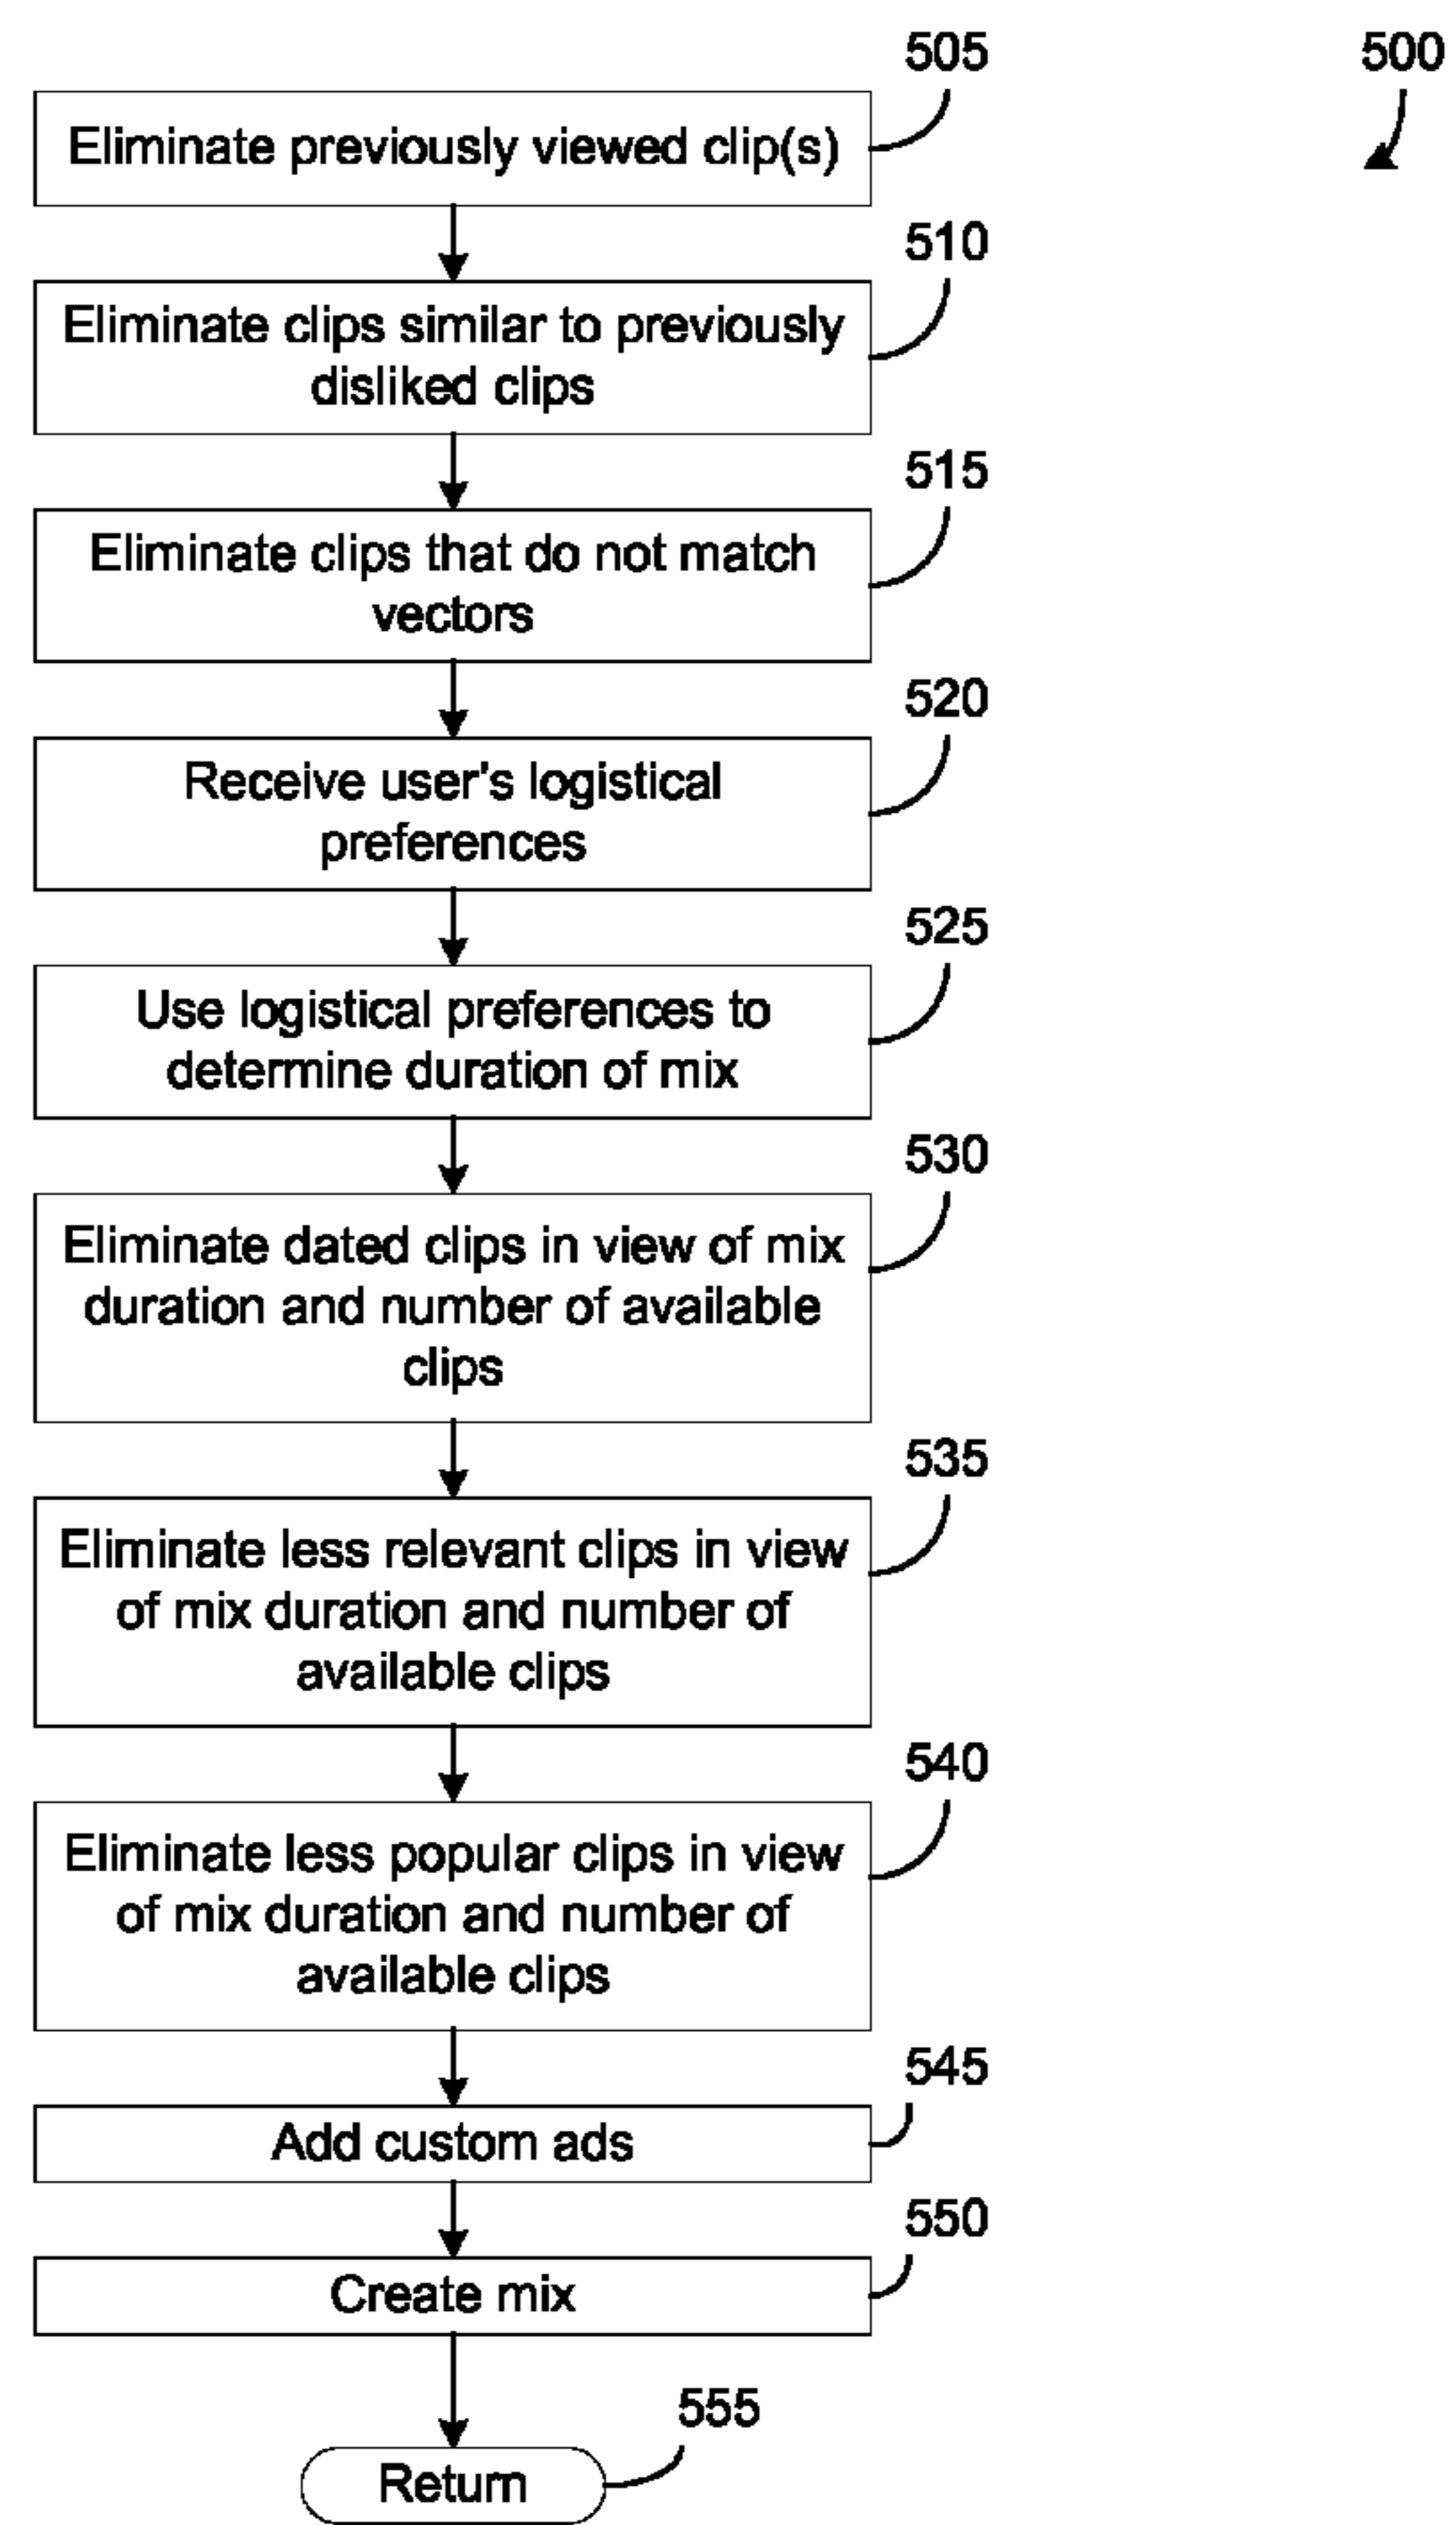 505
500
Eliminate previously viewed clip(s)
510
Eliminate clips similar to previously
disliked clips
515
Eliminate clips that do not match
vectors
520
Receive user's logistical
preferences
525
Use logistical preferences to
determine duration of mix
530
Eliminate dated clips in view of mix
duration and number of available
clips
535
Eliminate less relevant clips in view
of mix duration and number of
available clips
540
Eliminate less popular clips in view
of mix duration and number of
available clips
545
Add custom ads
550
Create mix
555
Return